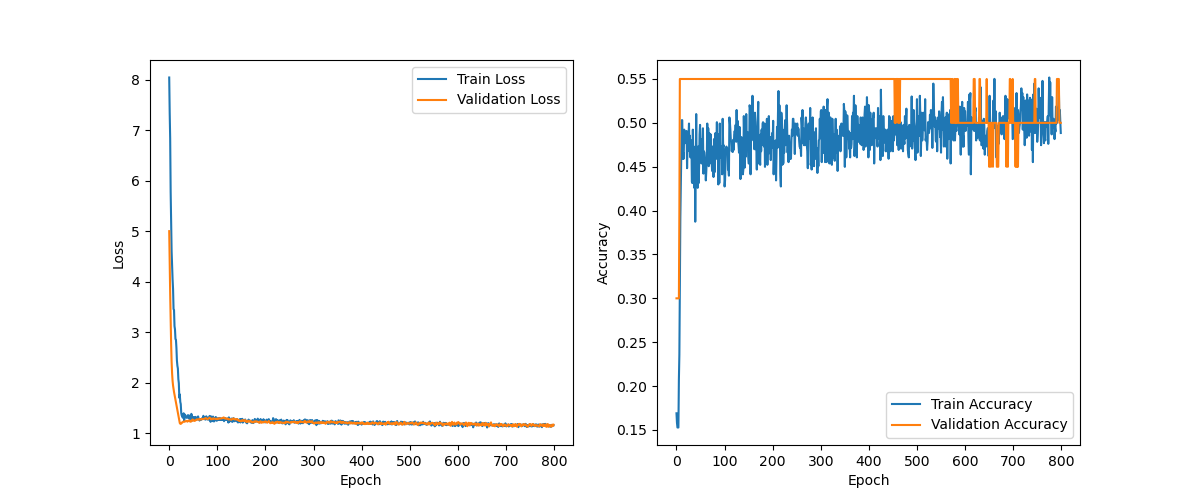 Train Loss
Validation Loss
8
7
6
5
4
3
2
1
Loss
0 100 200 300 400 500 600 700 800
Epoch
0.55
0.50
0.45
0.40
0.35
0.30
0.25
0.20
0.15
Accuracy
Train Accuracy
Validation Accuracy
0 100 200 300 400 500 600 700 800
Epoch